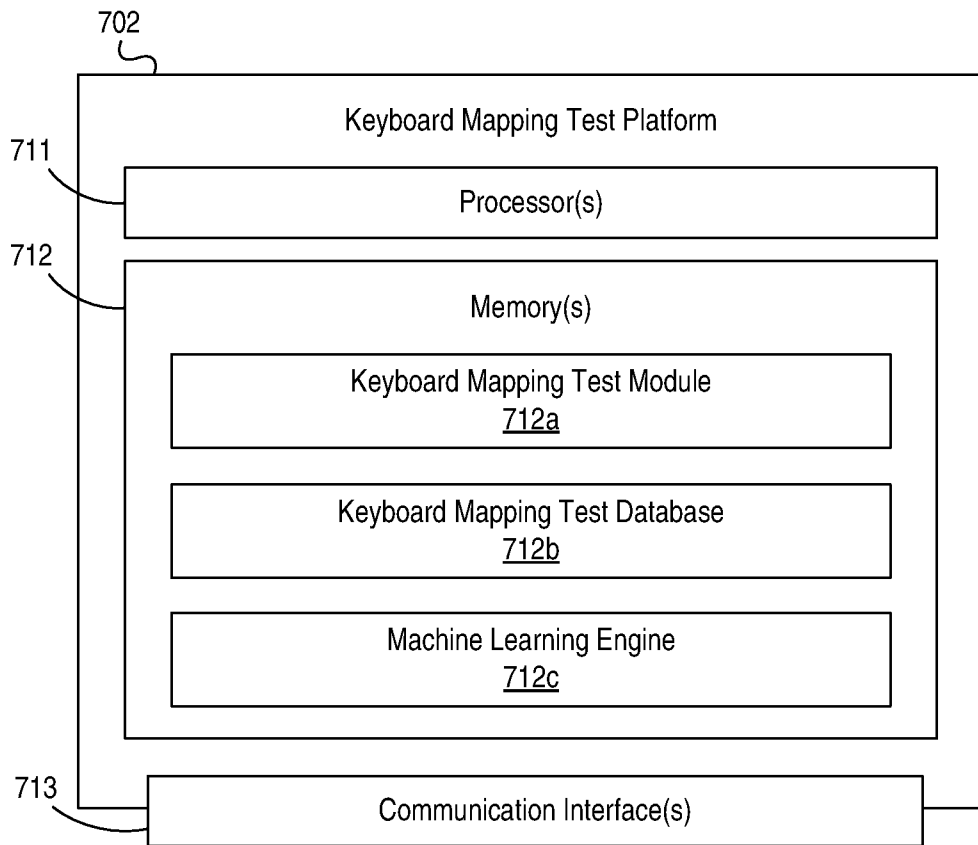 702
Keyboard Mapping Test Platform
711
Processor(s)
712
Memory(s)
Keyboard Mapping Test Module
712a
Keyboard Mapping Test Database
712b
Machine Learning Engine
712c
713
Communication Interface(s)